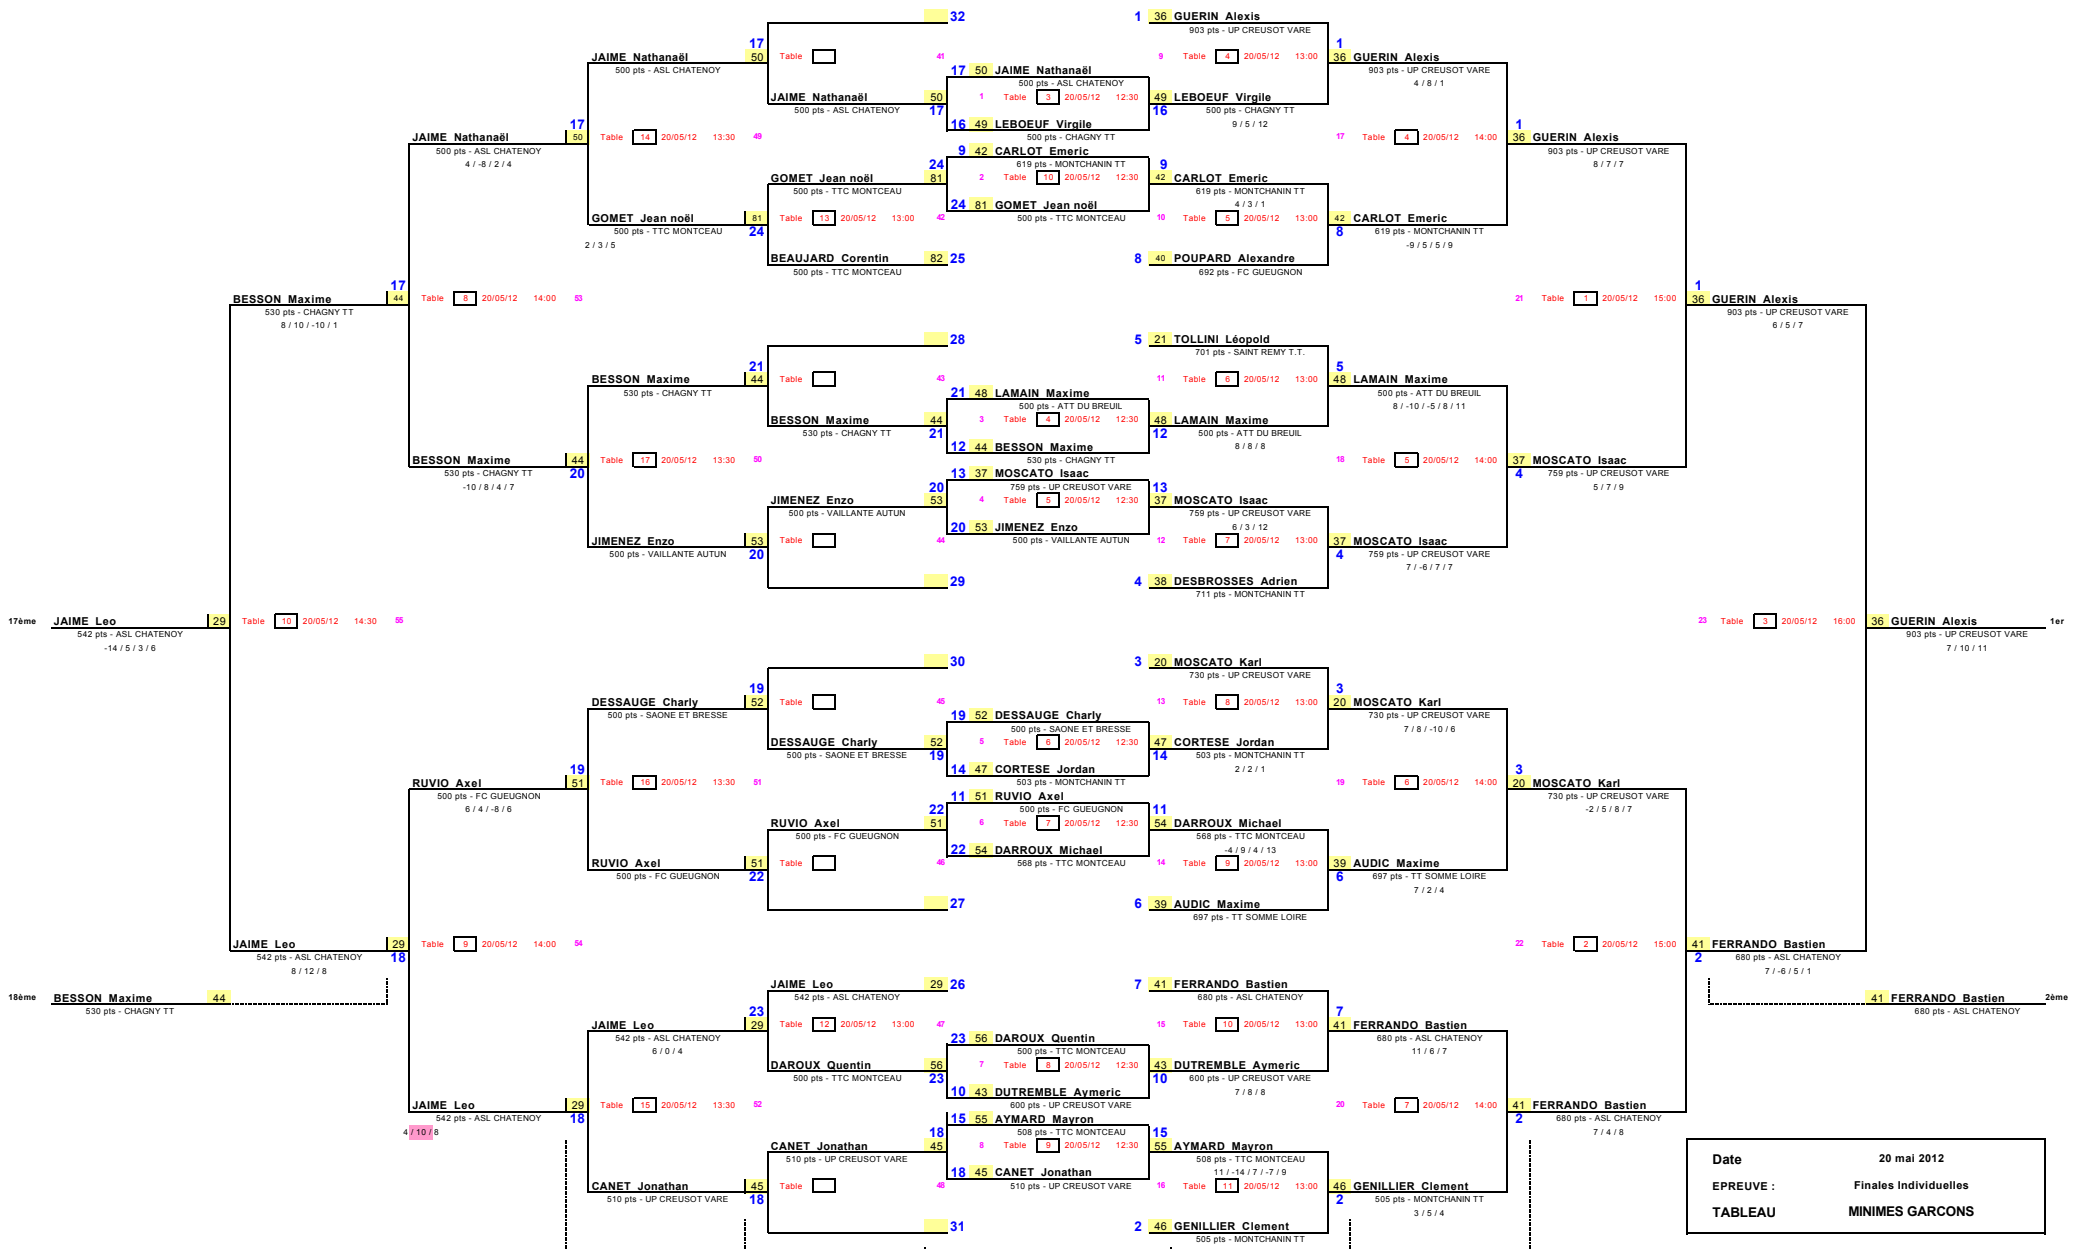 32
1 36 GUERIN Alexis
903 pts - UP CREUSOT VARE
17
1
JAIME Nathanaël 50 Table 41
9 Table 4 20/05/12 13:00 36 GUERIN Alexis
500 pts - ASL CHATENOY
17 50 JAIME Nathanaël
903 pts - UP CREUSOT VARE
500 pts - ASL CHATENOY
4 / 8 / 1
JAIME Nathanaël 50
1 Table 3 20/05/12 12:30 49 LEBOEUF Virgile
500 pts - ASL CHATENOY 17
500 pts - CHAGNY TT 16
17
16 49 LEBOEUF Virgile
9 / 5 / 12
1
JAIME Nathanaël 50 Table 14 20/05/12 13:30 49
500 pts - CHAGNY TT
17 Table 4 20/05/12 14:00 36 GUERIN Alexis
500 pts - ASL CHATENOY
9 42 CARLOT Emeric
903 pts - UP CREUSOT VARE
4 / -8 / 2 / 4
24
619 pts - MONTCHANIN TT
9
8 / 7 / 7
GOMET Jean noël 81
2 Table 10 20/05/12 12:30 42 CARLOT Emeric
500 pts - TTC MONTCEAU
619 pts - MONTCHANIN TT
24 81 GOMET Jean noël
4 / 3 / 1
GOMET Jean noël 81 Table 13 20/05/12 13:00 42
500 pts - TTC MONTCEAU
10 Table 5 20/05/12 13:00 42 CARLOT Emeric
500 pts - TTC MONTCEAU 24
8 619 pts - MONTCHANIN TT
2 / 3 / 5
-9 / 5 / 5 / 9
BEAUJARD Corentin 82 25
8 40 POUPARD Alexandre
500 pts - TTC MONTCEAU
692 pts - FC GUEUGNON
17
1
BESSON Maxime 44 Table 8 20/05/12 14:00 53
21 Table 1 20/05/12 15:00 36 GUERIN Alexis
530 pts - CHAGNY TT
903 pts - UP CREUSOT VARE
8 / 10 / -10 / 1
6 / 5 / 7
28
5 21 TOLLINI Léopold
701 pts - SAINT REMY T.T.
21
5
BESSON Maxime 44 Table 43
11 Table 6 20/05/12 13:00 48 LAMAIN Maxime
530 pts - CHAGNY TT
21 48 LAMAIN Maxime
500 pts - ATT DU BREUIL
500 pts - ATT DU BREUIL
8 / -10 / -5 / 8 / 11
BESSON Maxime 44
3 Table 4 20/05/12 12:30 48 LAMAIN Maxime
530 pts - CHAGNY TT 21
12 500 pts - ATT DU BREUIL
12 44 BESSON Maxime
8 / 8 / 8
BESSON Maxime 44 Table 17 20/05/12 13:30 50
530 pts - CHAGNY TT
18 Table 5 20/05/12 14:00 37 MOSCATO Isaac
530 pts - CHAGNY TT 20
13 37 MOSCATO Isaac
4 759 pts - UP CREUSOT VARE
-10 / 8 / 4 / 7
20
759 pts - UP CREUSOT VARE
13
5 / 7 / 9
JIMENEZ Enzo 53
4 Table 5 20/05/12 12:30 37 MOSCATO Isaac
500 pts - VAILLANTE AUTUN
759 pts - UP CREUSOT VARE
20 53 JIMENEZ Enzo
6 / 3 / 12
JIMENEZ Enzo 53 Table 44
500 pts - VAILLANTE AUTUN
12 Table 7 20/05/12 13:00 37 MOSCATO Isaac
500 pts - VAILLANTE AUTUN 20
4 759 pts - UP CREUSOT VARE
7 / -6 / 7 / 7
29
4 38 DESBROSSES Adrien
711 pts - MONTCHANIN TT
17ème JAIME Leo 29 Table 10 20/05/12 14:30 55
23 Table 3 20/05/12 16:00 36 GUERIN Alexis 1er
542 pts - ASL CHATENOY
903 pts - UP CREUSOT VARE
-14 / 5 / 3 / 6
7 / 10 / 11
30
3 20 MOSCATO Karl
730 pts - UP CREUSOT VARE
19
3
DESSAUGE Charly 52 Table 45
13 Table 8 20/05/12 13:00 20 MOSCATO Karl
500 pts - SAONE ET BRESSE
19 52 DESSAUGE Charly
730 pts - UP CREUSOT VARE
500 pts - SAONE ET BRESSE
7 / 8 / -10 / 6
DESSAUGE Charly 52
5 Table 6 20/05/12 12:30 47 CORTESE Jordan
500 pts - SAONE ET BRESSE 19
14 503 pts - MONTCHANIN TT
19
14 47 CORTESE Jordan
2 / 2 / 1
3
RUVIO Axel 51 Table 16 20/05/12 13:30 51
503 pts - MONTCHANIN TT
19 Table 6 20/05/12 14:00 20 MOSCATO Karl
500 pts - FC GUEUGNON
11 51 RUVIO Axel
730 pts - UP CREUSOT VARE
6 / 4 / -8 / 6
22
500 pts - FC GUEUGNON
11
-2 / 5 / 8 / 7
RUVIO Axel 51
6 Table 7 20/05/12 12:30 54 DARROUX Michael
500 pts - FC GUEUGNON
568 pts - TTC MONTCEAU
22 54 DARROUX Michael
-4 / 9 / 4 / 13
RUVIO Axel 51 Table 46
568 pts - TTC MONTCEAU
14 Table 9 20/05/12 13:00 39 AUDIC Maxime
500 pts - FC GUEUGNON 22
6 697 pts - TT SOMME LOIRE
7 / 2 / 4
27
6 39 AUDIC Maxime
697 pts - TT SOMME LOIRE
JAIME Leo 29 Table 9 20/05/12 14:00 54
22 Table 2 20/05/12 15:00 41 FERRANDO Bastien
542 pts - ASL CHATENOY 18
2 680 pts - ASL CHATENOY
8 / 12 / 8
7 / -6 / 5 / 1
JAIME Leo 29 26
7 41 FERRANDO Bastien
18ème BESSON Maxime 44
542 pts - ASL CHATENOY
680 pts - ASL CHATENOY
41 FERRANDO Bastien 2ème
530 pts - CHAGNY TT
680 pts - ASL CHATENOY
23
7
JAIME Leo 29 Table 12 20/05/12 13:00 47
15 Table 10 20/05/12 13:00 41 FERRANDO Bastien
542 pts - ASL CHATENOY
23 56 DAROUX Quentin
680 pts - ASL CHATENOY
6 / 0 / 4
500 pts - TTC MONTCEAU
11 / 6 / 7
DAROUX Quentin 56
7 Table 8 20/05/12 12:30 43 DUTREMBLE Aymeric
500 pts - TTC MONTCEAU 23
10 600 pts - UP CREUSOT VARE
10 43 DUTREMBLE Aymeric
7 / 8 / 8
JAIME Leo 29 Table 15 20/05/12 13:30 52
600 pts - UP CREUSOT VARE
20 Table 7 20/05/12 14:00 41 FERRANDO Bastien
542 pts - ASL CHATENOY 18
15 55 AYMARD Mayron
2 680 pts - ASL CHATENOY
4 / 10 / 8
18
508 pts - TTC MONTCEAU
15
7 / 4 / 8
CANET Jonathan 45
8 Table 9 20/05/12 12:30 55 AYMARD Mayron
510 pts - UP CREUSOT VARE
508 pts - TTC MONTCEAU
18 45 CANET Jonathan
11 / -14 / 7 / -7 / 9
CANET Jonathan 45 Table 48
510 pts - UP CREUSOT VARE
16 Table 11 20/05/12 13:00 46 GENILLIER Clement
510 pts - UP CREUSOT VARE 18
2 505 pts - MONTCHANIN TT
3 / 5 / 4
31
2 46 GENILLIER Clement
505 pts - MONTCHANIN TT
Date 20 mai 2012
EPREUVE : Finales Individuelles
TABLEAU MINIMES GARCONS